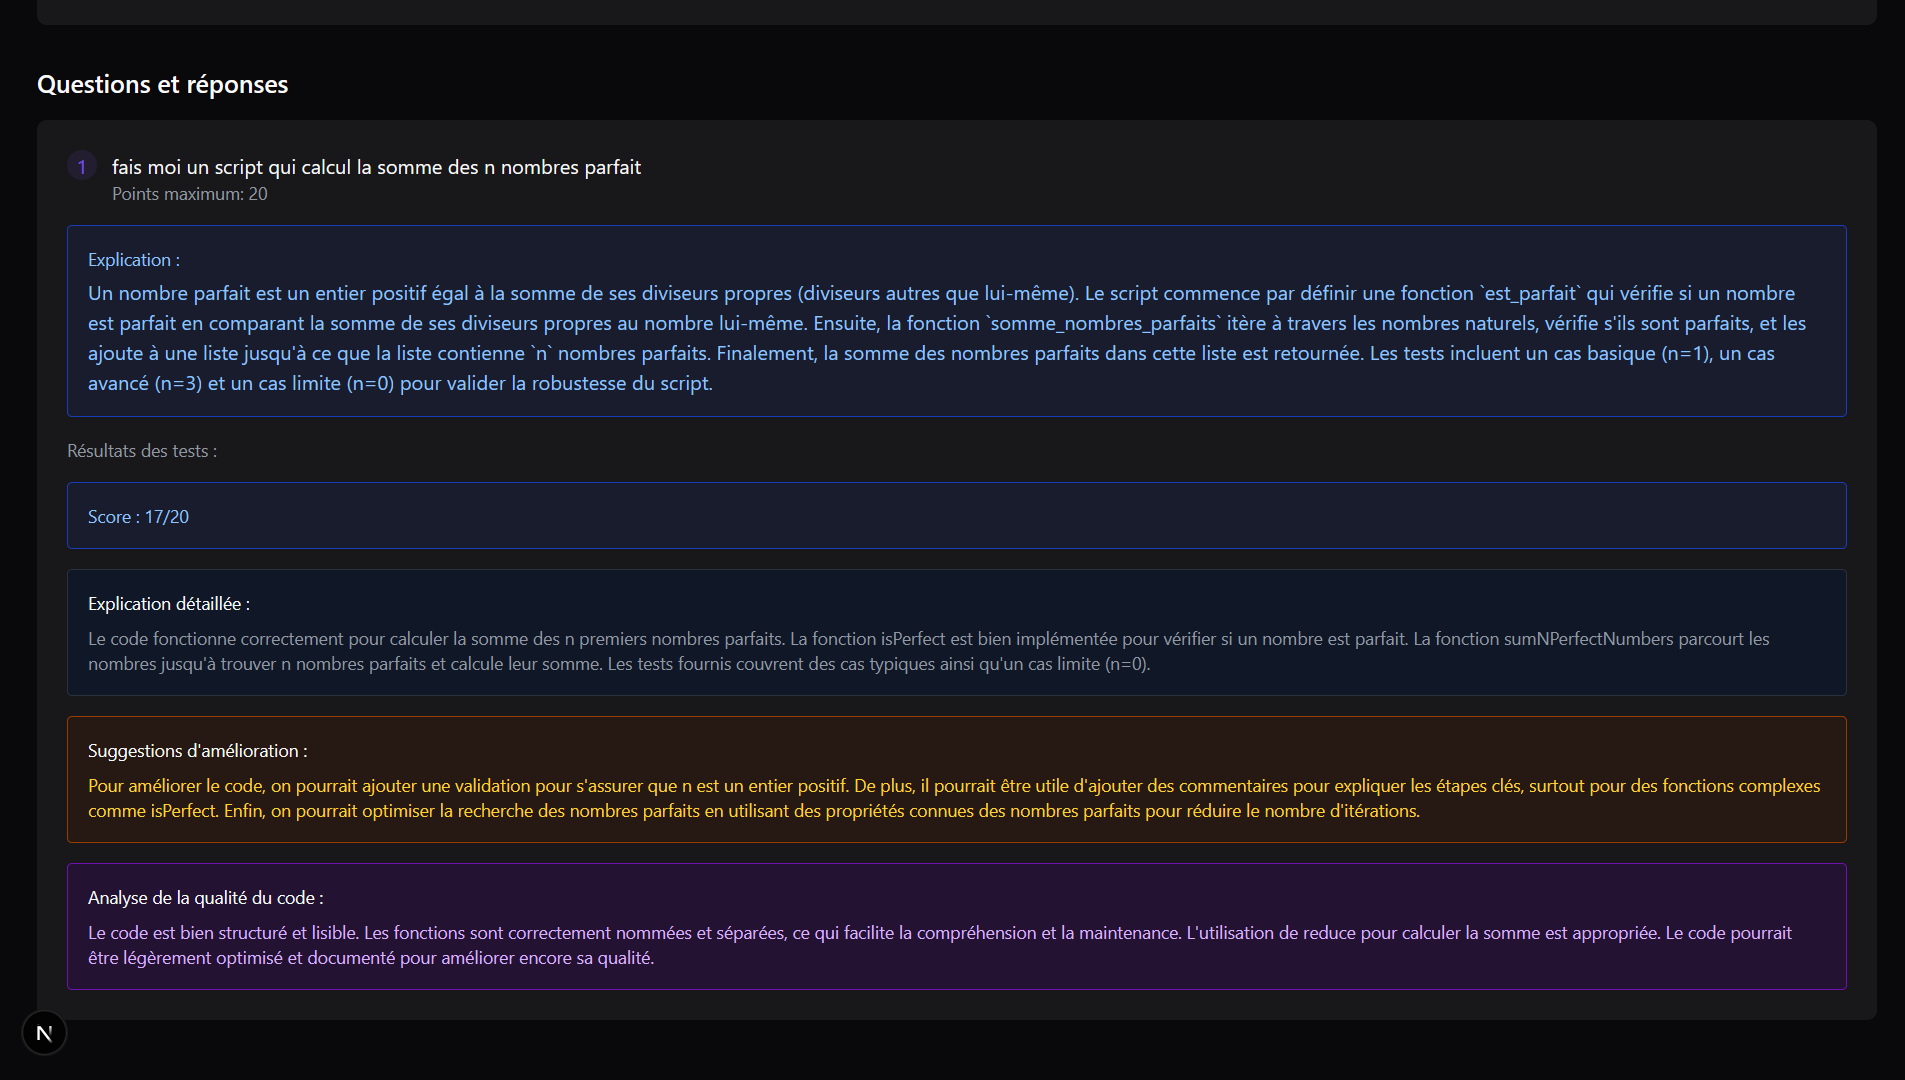 Questions et réponses
1
fais moi un script qui calcul la somme des n nombres parfait
Points maximum: 20
Explication :
Un nombre parfait est un entier positif égal à la somme de ses diviseurs propres (diviseurs autres que lui-même). Le script commence par définir une fonction `est_parfait` qui vérifie si un nombre
est parfait en comparant la somme de ses diviseurs propres au nombre lui-même. Ensuite, la fonction `somme_nombres_parfaits` itère à travers les nombres naturels, vérifie s'ils sont parfaits, et les
ajoute à une liste jusqu'à ce que la liste contienne `n` nombres parfaits. Finalement, la somme des nombres parfaits dans cette liste est retournée. Les tests incluent un cas basique (n=1), un cas
avancé (n=3) et un cas limite (n=0) pour valider la robustesse du script.
Résultats des tests :
Score : 17/20
Explication détaillée :
Le code fonctionne correctement pour calculer la somme des n premiers nombres parfaits. La fonction isPerfect est bien implémentée pour vérifier si un nombre est parfait. La fonction sumNPerfectNumbers parcourt les
nombres jusqu'à trouver n nombres parfaits et calcule leur somme. Les tests fournis couvrent des cas typiques ainsi qu'un cas limite (n=0).
Suggestions d'amélioration :
Pour améliorer le code, on pourrait ajouter une validation pour s'assurer que n est un entier positif. De plus, il pourrait être utile d'ajouter des commentaires pour expliquer les étapes clés, surtout pour des fonctions complexes
comme isPerfect. Enfin, on pourrait optimiser la recherche des nombres parfaits en utilisant des propriétés connues des nombres parfaits pour réduire le nombre d'itérations.
Analyse de la qualité du code :
Le code est bien structuré et lisible. Les fonctions sont correctement nommées et séparées, ce qui facilite la compréhension et la maintenance. L'utilisation de reduce pour calculer la somme est appropriée. Le code pourrait
être légèrement optimisé et documenté pour améliorer encore sa qualité.
N